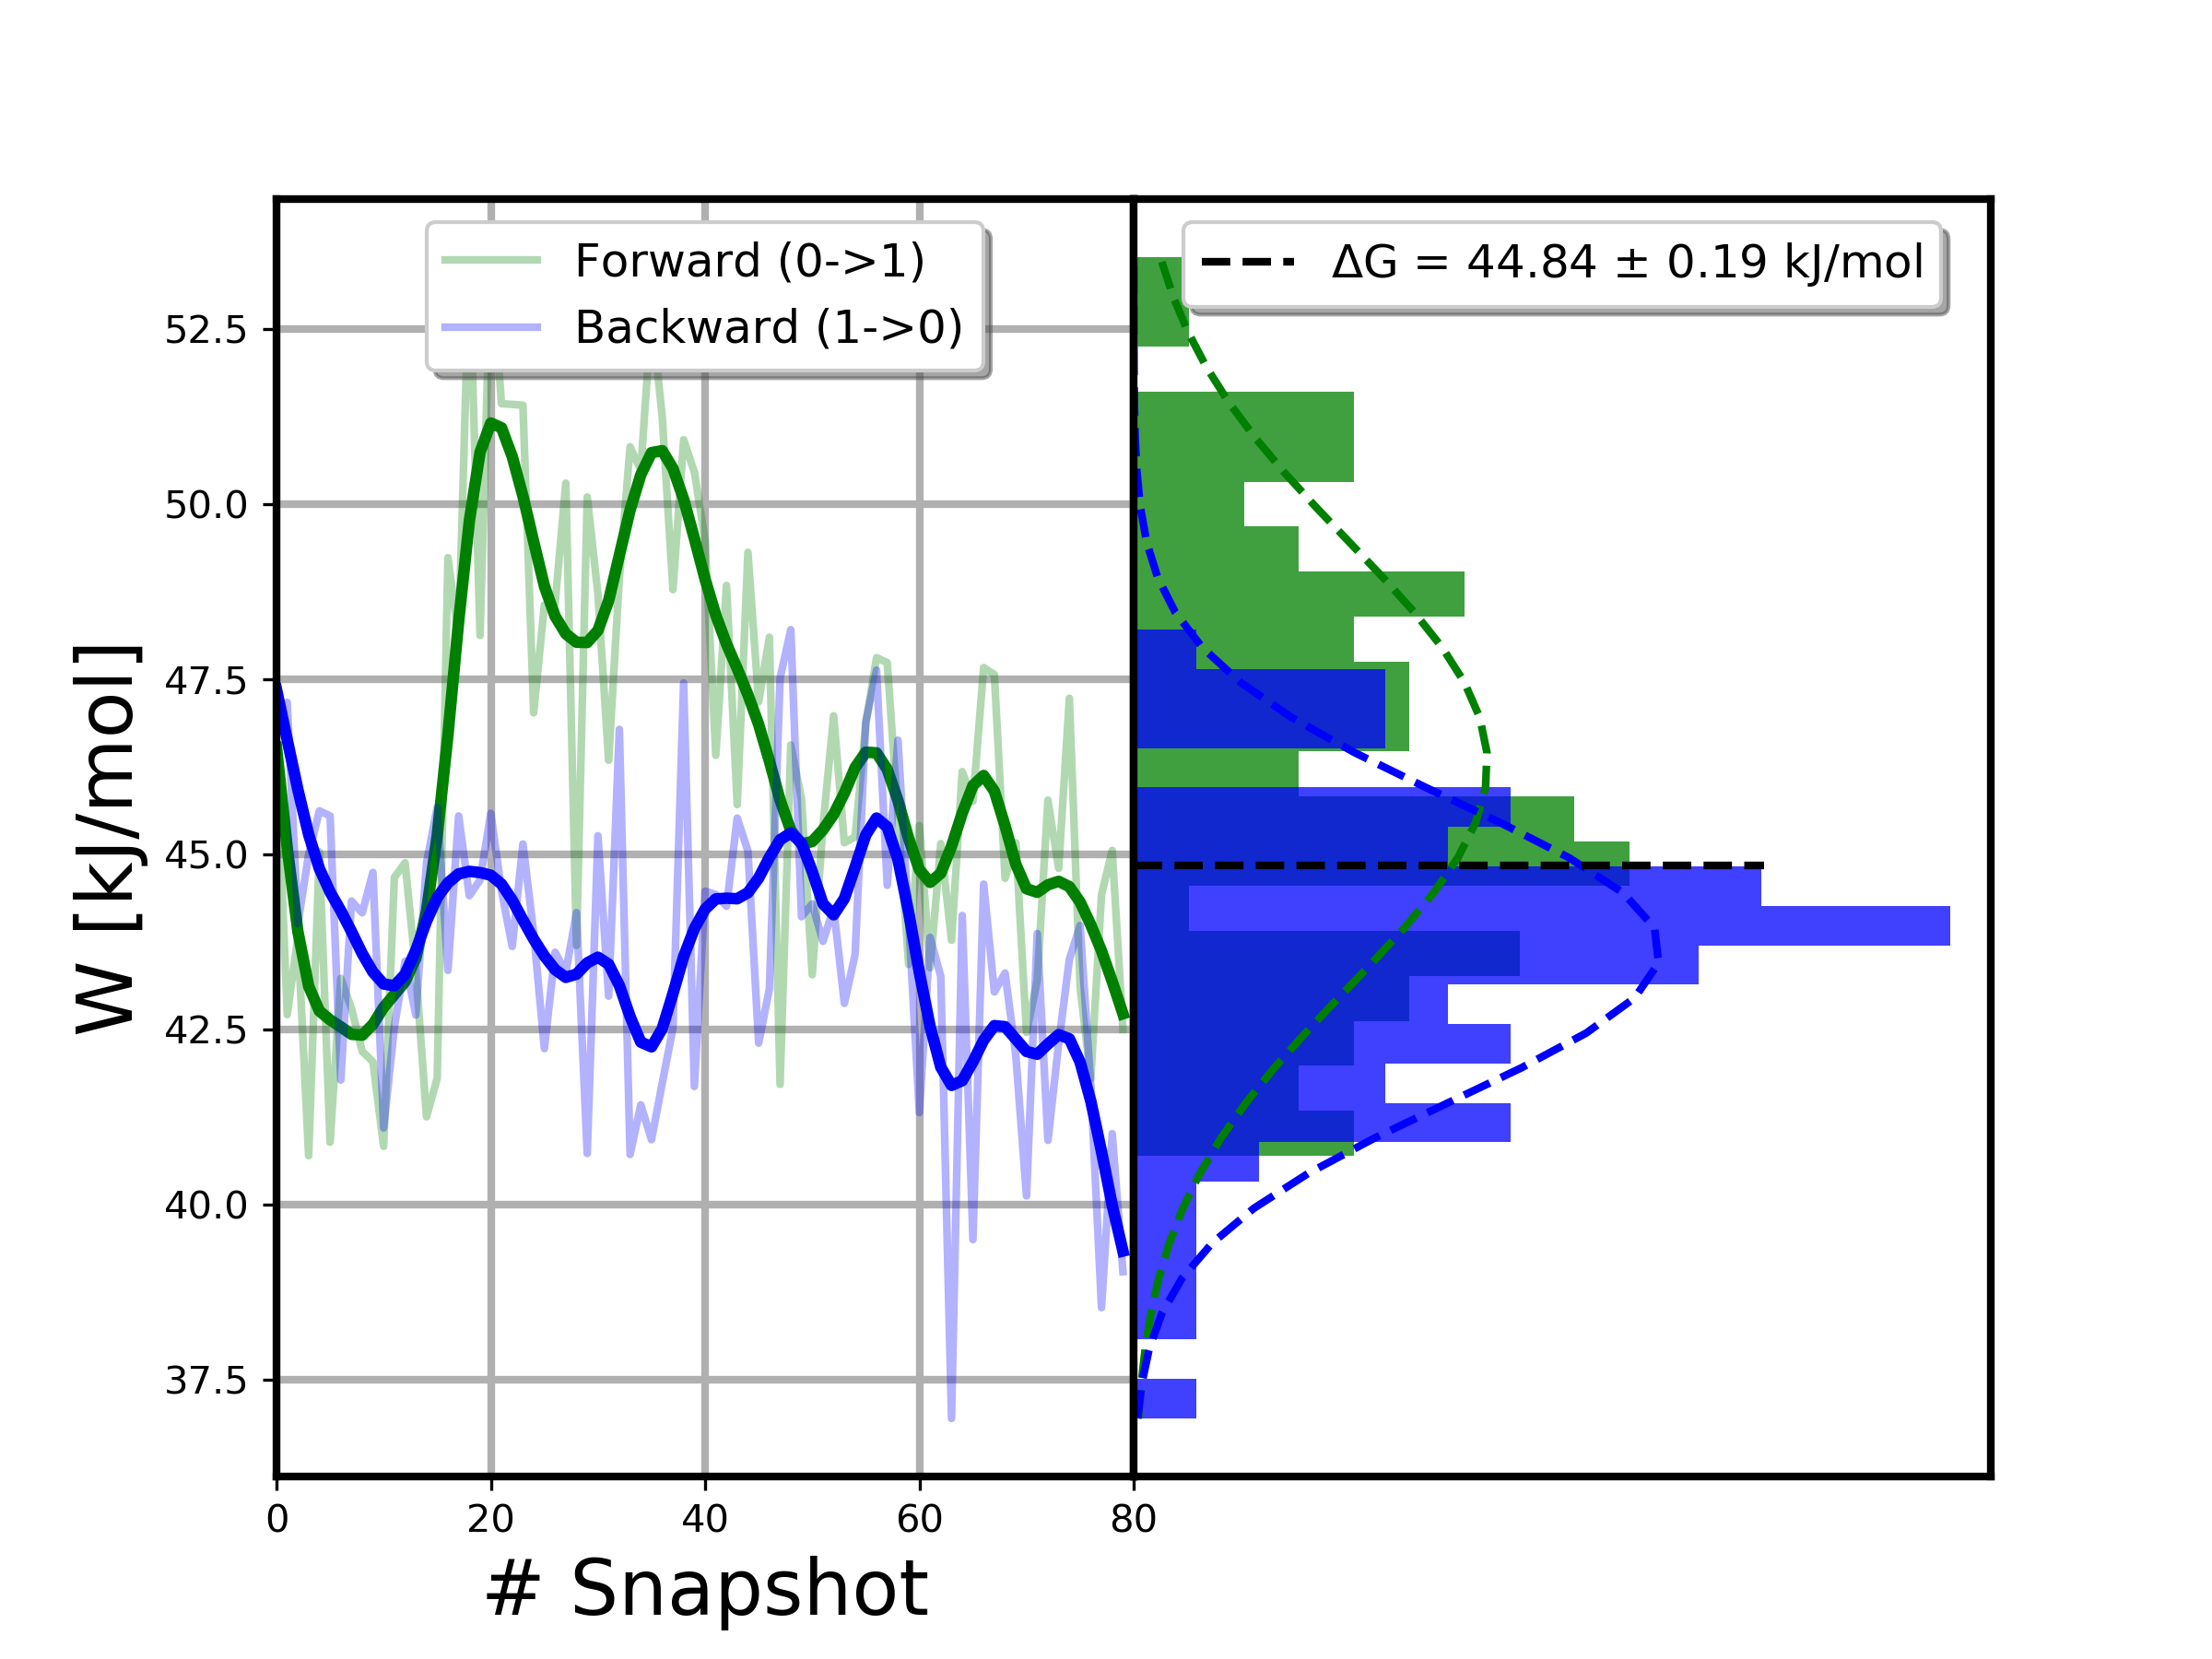 Forward (0->1)
Backward (1->0)
ΔG = 44.84 ± 0.19 kJ/mol
W [kJ/mol]
52.5
50.0
47.5
45.0
42.5
40.0
37.5
0 20 40 60 80
# Snapshot